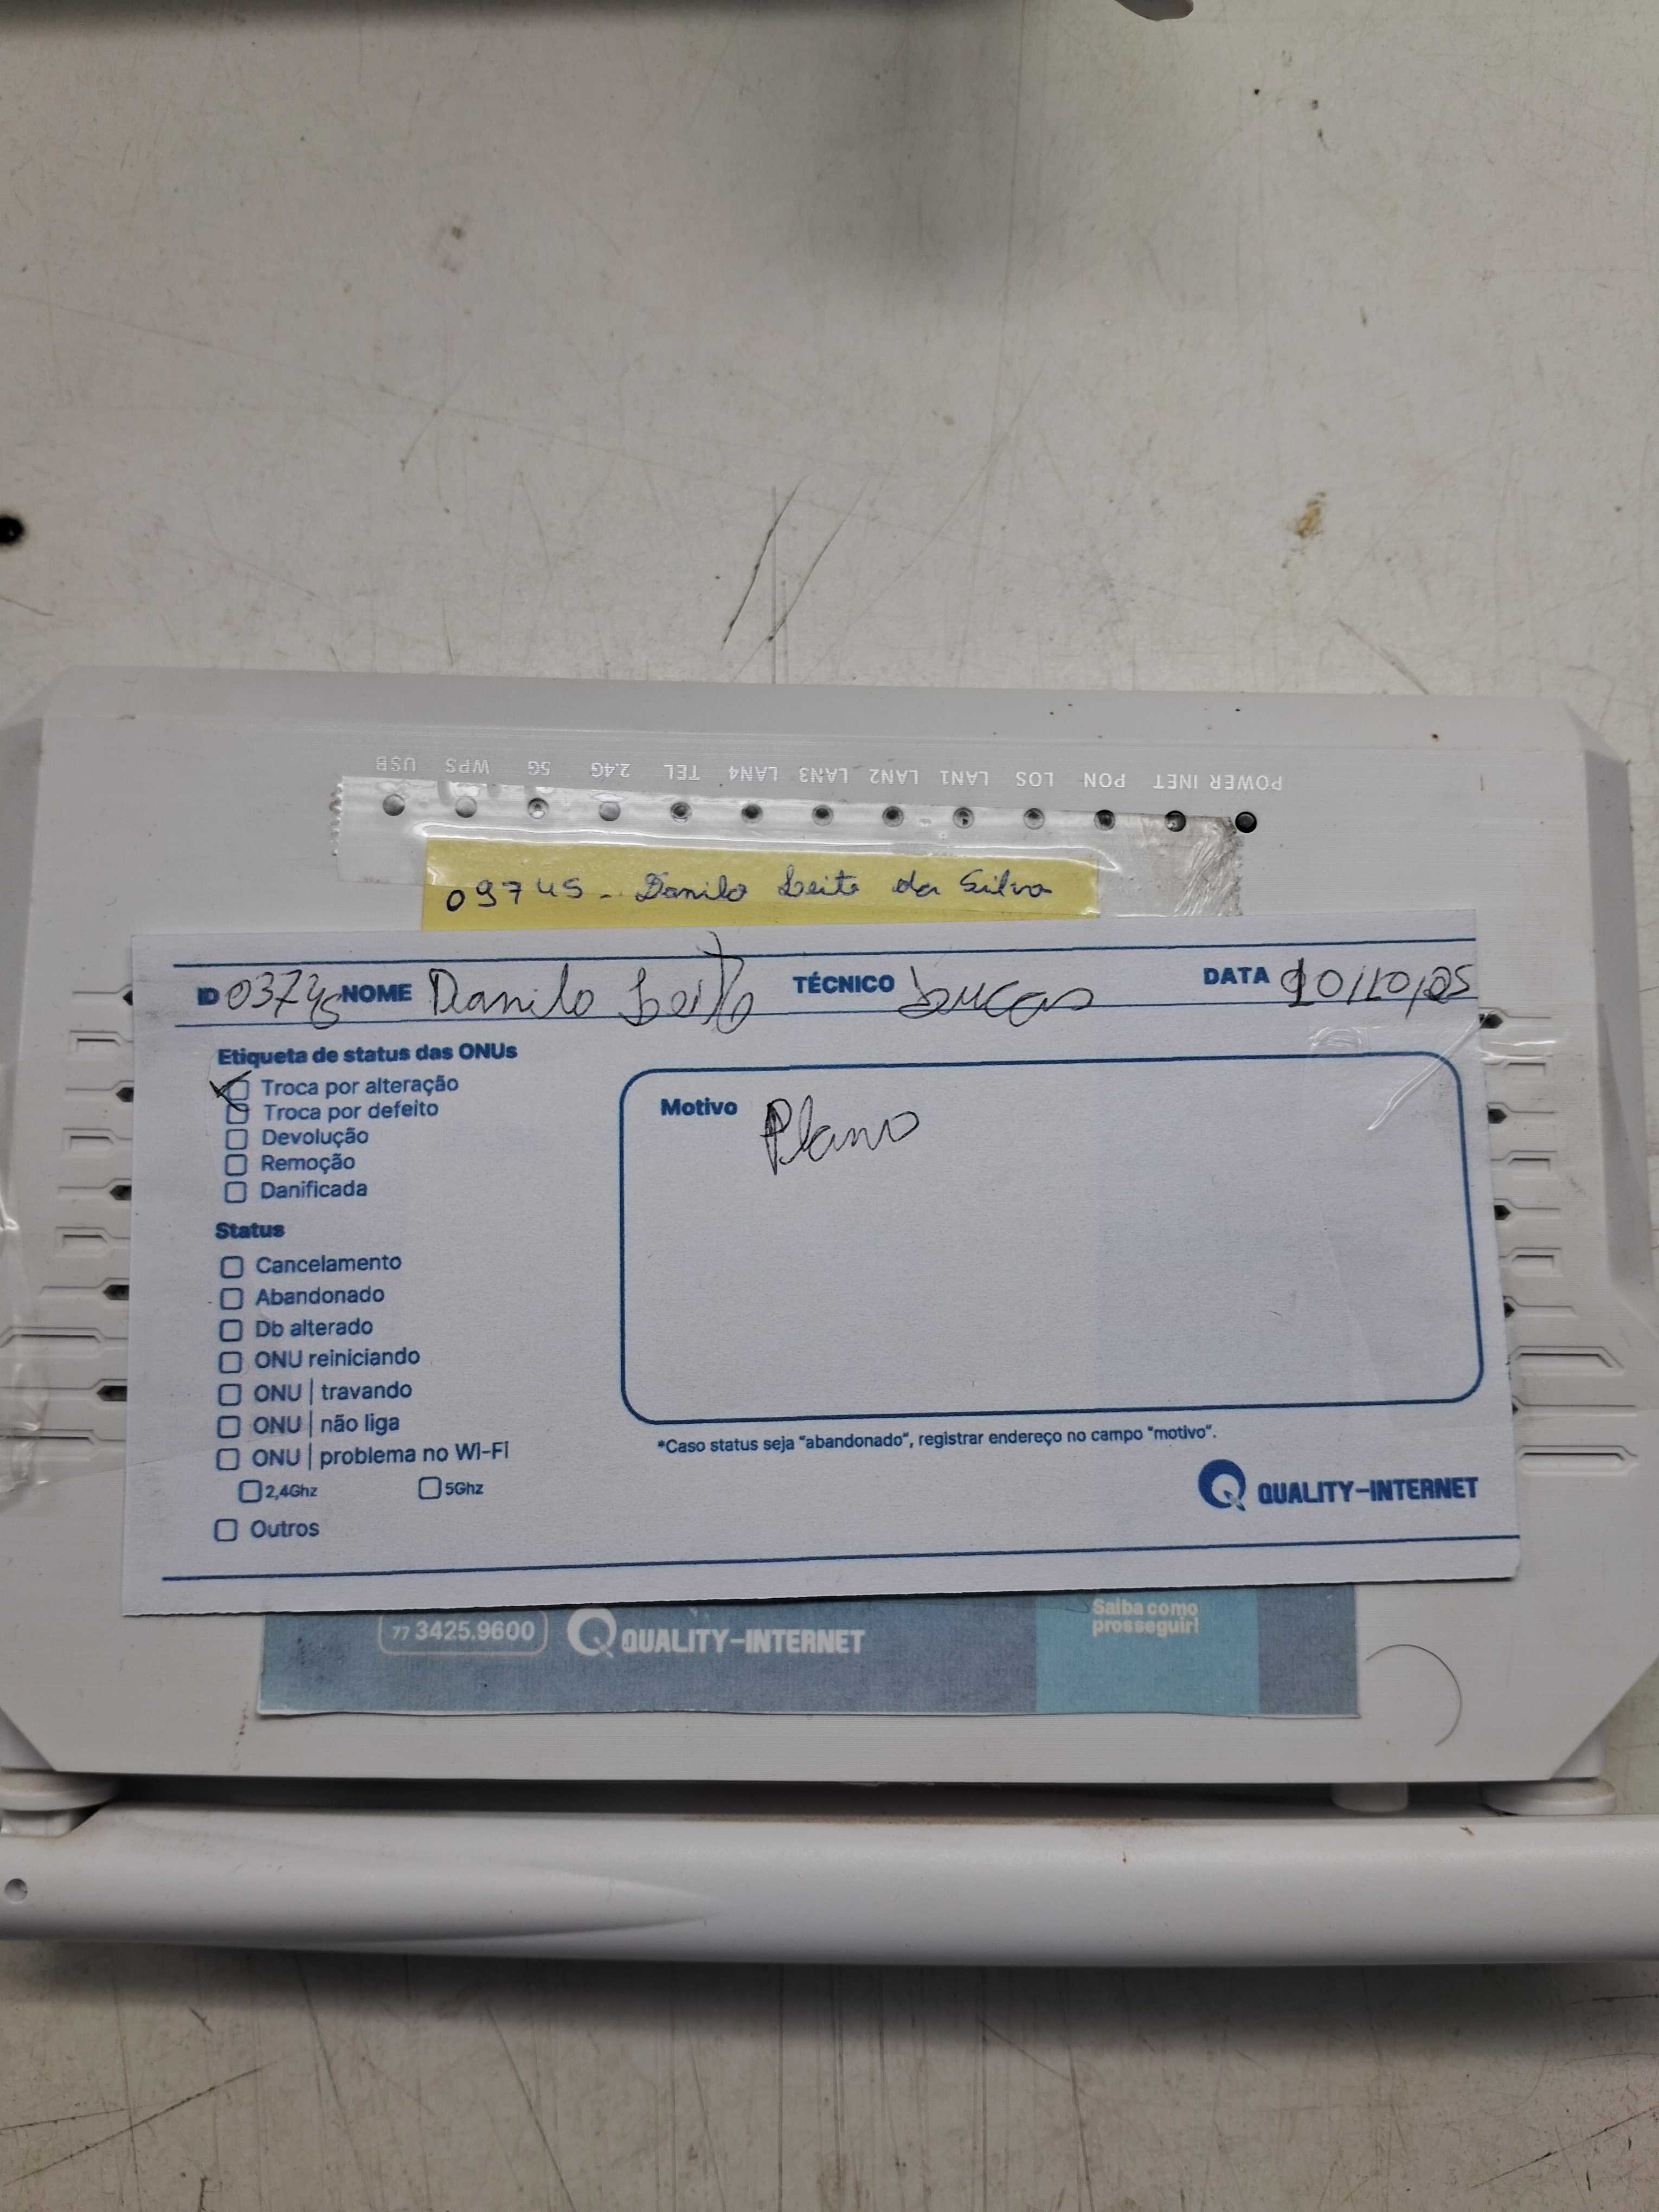 USB WPS 5G 2.4G TEL LAN4 LAN3 LAN2 LAN1 LOS PON INET POWER
09745 - Danilo Leite da Silva
ID 03745 NOME Danilo Leite TÉCNICO Lucas DATA 10/10/25
Etiqueta de status das ONUs
Troca por alteração
Troca por defeito
Devolução
Remoção
Danificada
Motivo Plano
Status
Cancelamento
Abandonado
Db alterado
ONU reiniciando
ONU | travando
ONU | não liga
ONU | problema no Wi-Fi
2,4Ghz 5Ghz
Outros
*Caso status seja "abandonado", registrar endereço no campo "motivo".
QUALITY-INTERNET
77 3425.9600 QUALITY-INTERNET
Saiba como
prosseguir!